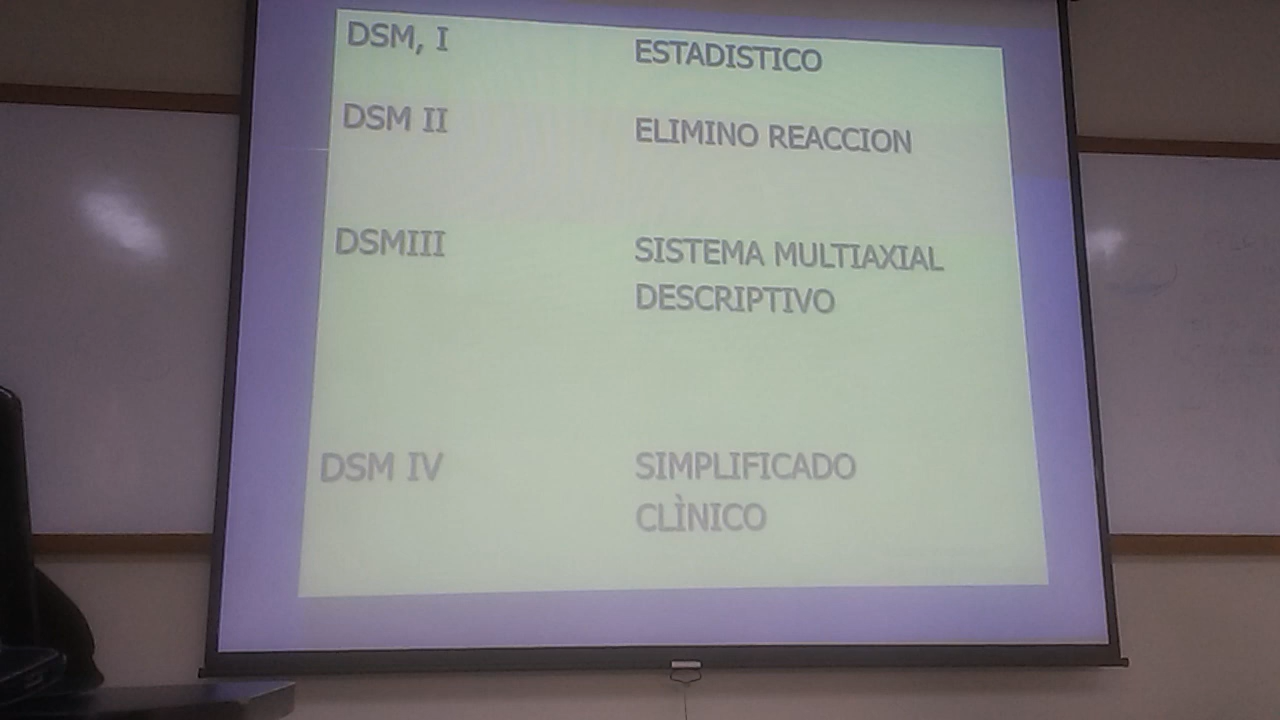 DSM, I ESTADISTICO
DSM II ELIMINO REACCION
DSMIII SISTEMA MULTIAXIAL
DESCRIPTIVO
DSM IV SIMPLIFICADO
CLÌNICO